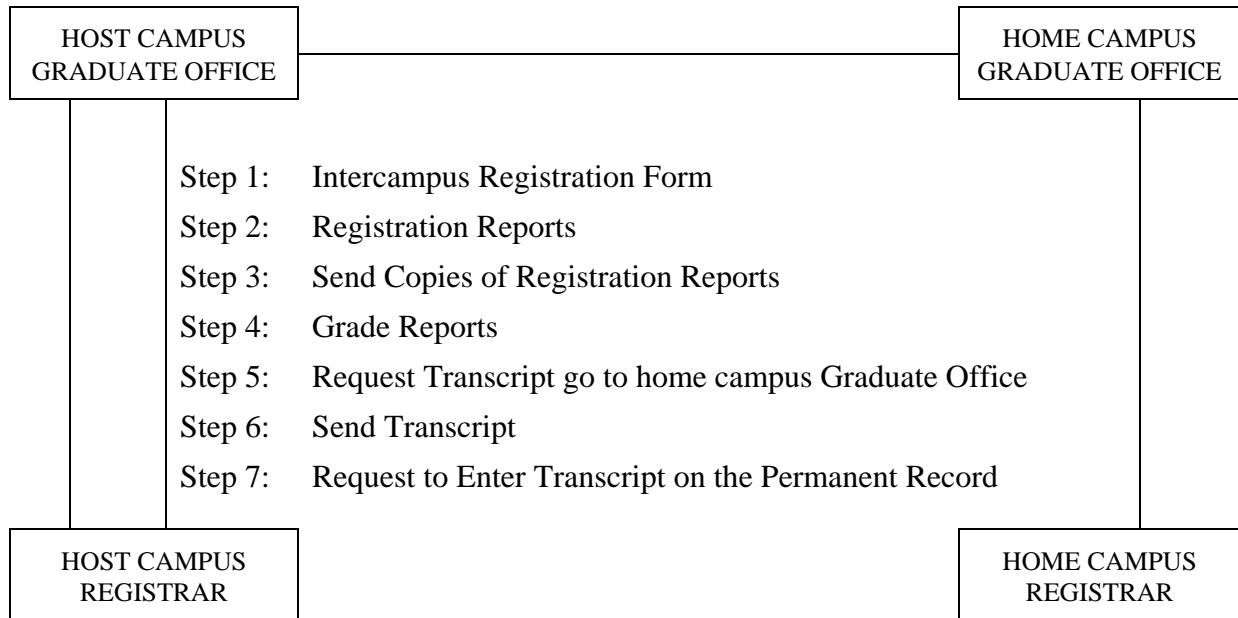 HOST CAMPUS
GRADUATE OFFICE
HOME CAMPUS
GRADUATE OFFICE
Step 1: Intercampus Registration Form
Step 2: Registration Reports
Step 3: Send Copies of Registration Reports
Step 4: Grade Reports
Step 5: Request Transcript go to home campus Graduate Office
Step 6: Send Transcript
Step 7: Request to Enter Transcript on the Permanent Record
HOST CAMPUS
REGISTRAR
HOME CAMPUS
REGISTRAR